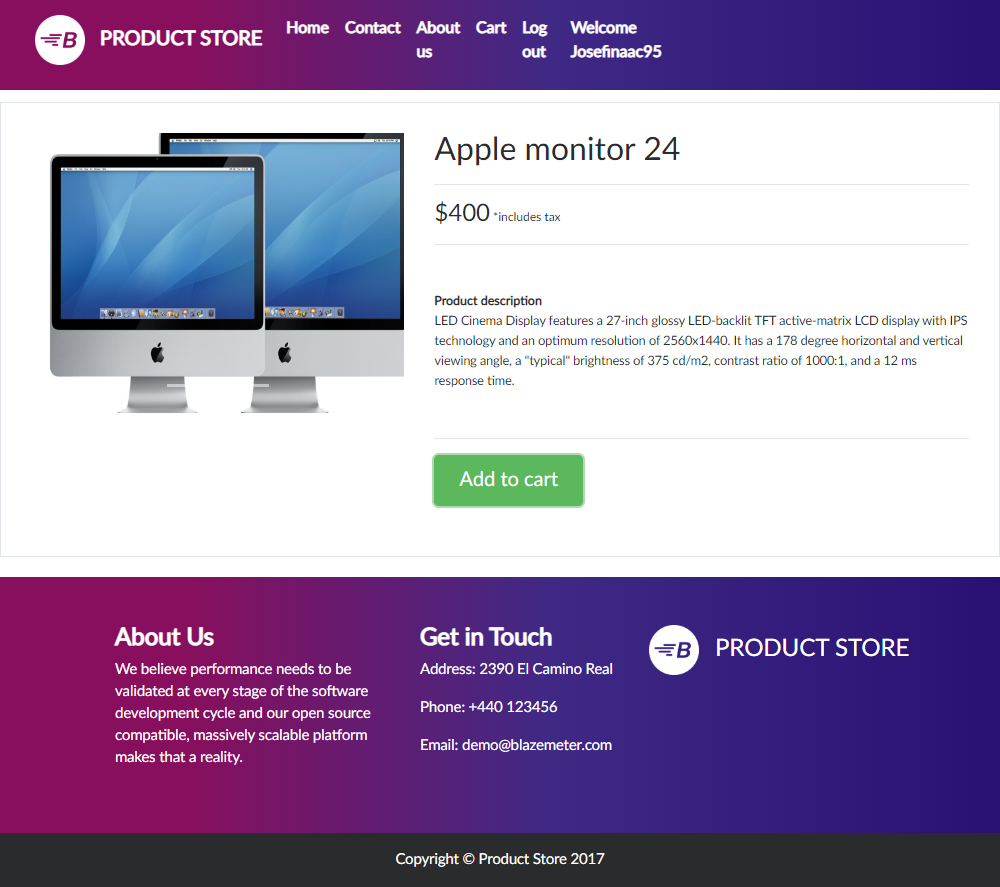 B PRODUCT STORE Home Contact About us Cart Log out Welcome Josefinaac95
Apple monitor 24
$400 *includes tax
Product description
LED Cinema Display features a 27-inch glossy LED-backlit TFT active-matrix LCD display with IPS
technology and an optimum resolution of 2560x1440. It has a 178 degree horizontal and vertical
viewing angle, a "typical" brightness of 375 cd/m2, contrast ratio of 1000:1, and a 12 ms
response time.
Add to cart
About Us
We believe performance needs to be
validated at every stage of the software
development cycle and our open source
compatible, massively scalable platform
makes that a reality.
Get in Touch
Address: 2390 El Camino Real
Phone: +440 123456
Email: demo@blazemeter.com
B PRODUCT STORE
Copyright © Product Store 2017